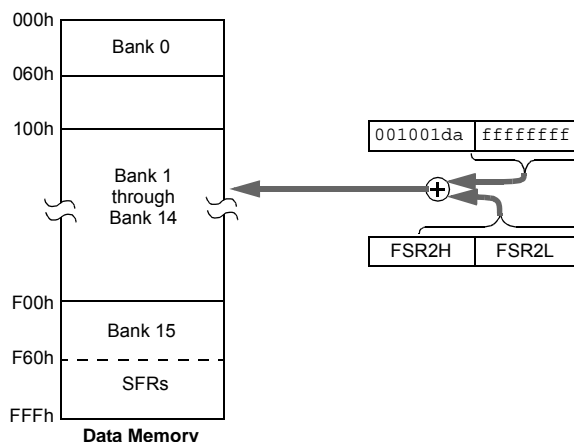 000h
Bank 0
060h
100h
001001da ffffffff
Bank 1
through
Bank 14
FSR2H FSR2L
F00h
Bank 15
F60h
SFRs
FFFh
Data Memory